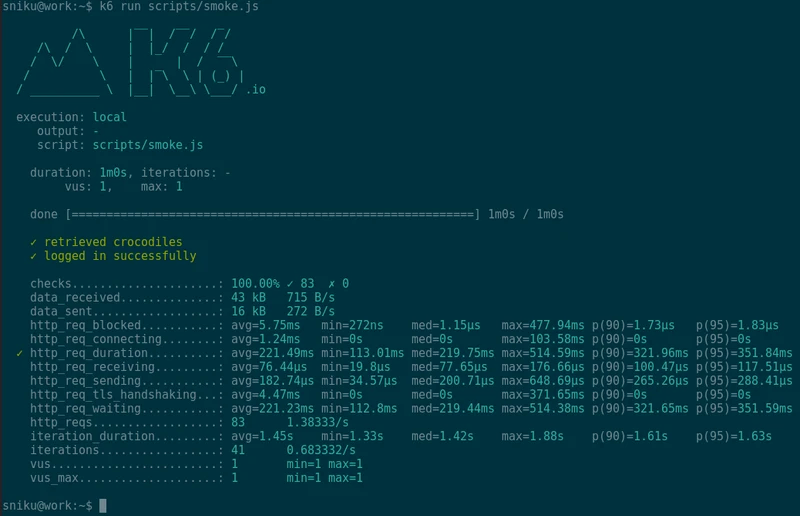 sniku@work:~$ k6 run scripts/smoke.js
          /\      |‾‾|  /‾‾/  /‾/
     /\  /  \     |  |_/  /  / /
    /  \/    \    |      |  /  ‾‾\
   /          \   |  |‾\  \ | (_) |
  / __________ \  |__|  \__\ \___/ .io
execution: local
output: -
script: scripts/smoke.js
duration: 1m0s, iterations: -
vus: 1, max: 1
done [==========================================================] 1m0s / 1m0s
✓ retrieved crocodiles
✓ logged in successfully
checks.....................: 100.00% ✓ 83 ✗ 0
data_received..............: 43 kB 715 B/s
data_sent..................: 16 kB 272 B/s
http_req_blocked...........: avg=5.75ms min=272ns med=1.15µs max=477.94ms p(90)=1.73µs p(95)=1.83µs
http_req_connecting........: avg=1.24ms min=0s med=0s max=103.58ms p(90)=0s p(95)=0s
✓ http_req_duration..........: avg=221.49ms min=113.01ms med=219.75ms max=514.59ms p(90)=321.96ms p(95)=351.84ms
http_req_receiving.........: avg=76.44µs min=19.8µs med=77.65µs max=176.66µs p(90)=100.47µs p(95)=117.51µs
http_req_sending...........: avg=182.74µs min=34.57µs med=200.71µs max=648.69µs p(90)=265.26µs p(95)=288.41µs
http_req_tls_handshaking...: avg=4.47ms min=0s med=0s max=371.65ms p(90)=0s p(95)=0s
http_req_waiting...........: avg=221.23ms min=112.8ms med=219.44ms max=514.38ms p(90)=321.65ms p(95)=351.59ms
http_reqs..................: 83 1.38333/s
iteration_duration.........: avg=1.45s min=1.33s med=1.42s max=1.88s p(90)=1.61s p(95)=1.63s
iterations.................: 41 0.683332/s
vus........................: 1 min=1 max=1
vus_max....................: 1 min=1 max=1
sniku@work:~$